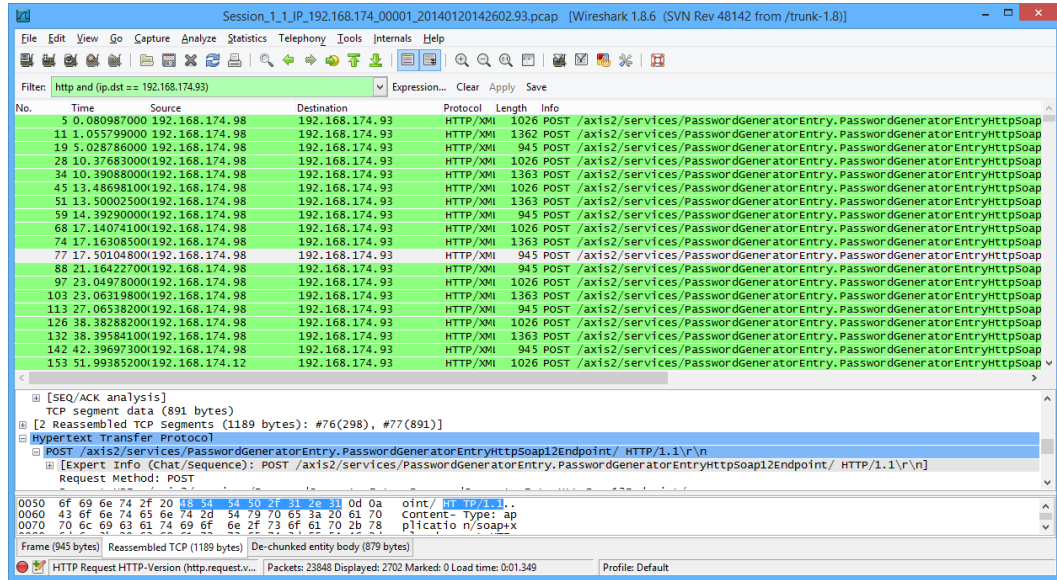 Session_1_1_IP_192.168.174_00001_20140120142602.93.pcap [Wireshark 1.8.6 (SVN Rev 48142 from /trunk-1.8)]
File Edit View Go Capture Analyze Statistics Telephony Tools Internals Help
Filter: http and (ip.dst == 192.168.174.93) Expression... Clear Apply Save
No. Time Source Destination Protocol Length Info
5 0.080987000 192.168.174.98 192.168.174.93 HTTP/XML 1026 POST /axis2/services/PasswordGeneratorEntry.PasswordGeneratorEntryHttpSoap
11 1.055799000 192.168.174.98 192.168.174.93 HTTP/XML 1362 POST /axis2/services/PasswordGeneratorEntry.PasswordGeneratorEntryHttpSoap
19 5.028786000 192.168.174.98 192.168.174.93 HTTP/XML 945 POST /axis2/services/PasswordGeneratorEntry.PasswordGeneratorEntryHttpSoap
28 10.37683000(192.168.174.98 192.168.174.93 HTTP/XML 1026 POST /axis2/services/PasswordGeneratorEntry.PasswordGeneratorEntryHttpSoap
34 10.39088000(192.168.174.98 192.168.174.93 HTTP/XML 1363 POST /axis2/services/PasswordGeneratorEntry.PasswordGeneratorEntryHttpSoap
45 13.48698100(192.168.174.98 192.168.174.93 HTTP/XML 1026 POST /axis2/services/PasswordGeneratorEntry.PasswordGeneratorEntryHttpSoap
51 13.50002500(192.168.174.98 192.168.174.93 HTTP/XML 1363 POST /axis2/services/PasswordGeneratorEntry.PasswordGeneratorEntryHttpSoap
59 14.39290000(192.168.174.98 192.168.174.93 HTTP/XML 945 POST /axis2/services/PasswordGeneratorEntry.PasswordGeneratorEntryHttpSoap
68 17.14074100(192.168.174.98 192.168.174.93 HTTP/XML 1026 POST /axis2/services/PasswordGeneratorEntry.PasswordGeneratorEntryHttpSoap
74 17.16308500(192.168.174.98 192.168.174.93 HTTP/XML 1363 POST /axis2/services/PasswordGeneratorEntry.PasswordGeneratorEntryHttpSoap
77 17.50104800(192.168.174.98 192.168.174.93 HTTP/XML 945 POST /axis2/services/PasswordGeneratorEntry.PasswordGeneratorEntryHttpSoap
88 21.16422700(192.168.174.98 192.168.174.93 HTTP/XML 945 POST /axis2/services/PasswordGeneratorEntry.PasswordGeneratorEntryHttpSoap
97 23.04978000(192.168.174.98 192.168.174.93 HTTP/XML 1026 POST /axis2/services/PasswordGeneratorEntry.PasswordGeneratorEntryHttpSoap
103 23.06319800(192.168.174.98 192.168.174.93 HTTP/XML 1363 POST /axis2/services/PasswordGeneratorEntry.PasswordGeneratorEntryHttpSoap
113 27.06538200(192.168.174.98 192.168.174.93 HTTP/XML 945 POST /axis2/services/PasswordGeneratorEntry.PasswordGeneratorEntryHttpSoap
126 38.38288200(192.168.174.98 192.168.174.93 HTTP/XML 1026 POST /axis2/services/PasswordGeneratorEntry.PasswordGeneratorEntryHttpSoap
132 38.39584100(192.168.174.98 192.168.174.93 HTTP/XML 1363 POST /axis2/services/PasswordGeneratorEntry.PasswordGeneratorEntryHttpSoap
142 42.39697300(192.168.174.98 192.168.174.93 HTTP/XML 945 POST /axis2/services/PasswordGeneratorEntry.PasswordGeneratorEntryHttpSoap
153 51.99385200(192.168.174.12 192.168.174.93 HTTP/XML 1026 POST /axis2/services/PasswordGeneratorEntry.PasswordGeneratorEntryHttpSoap
[SEQ/ACK analysis]
TCP segment data (891 bytes)
[2 Reassembled TCP Segments (1189 bytes): #76(298), #77(891)]
Hypertext Transfer Protocol
POST /axis2/services/PasswordGeneratorEntry.PasswordGeneratorEntryHttpSoap12Endpoint/ HTTP/1.1\r\n
[Expert Info (Chat/Sequence): POST /axis2/services/PasswordGeneratorEntry.PasswordGeneratorEntryHttpSoap12Endpoint/ HTTP/1.1\r\n]
Request Method: POST
0050 6f 69 6e 74 2f 20 48 54 54 50 2f 31 2e 31 0d 0a oint/ HT TP/1.1..
0060 43 6f 6e 74 65 6e 74 2d 54 79 70 65 3a 20 61 70 Content- Type: ap
0070 70 6c 69 63 61 74 69 6f 6e 2f 73 6f 61 70 2b 78 plicatio n/soap+x
Frame (945 bytes) Reassembled TCP (1189 bytes) De-chunked entity body (879 bytes)
HTTP Request HTTP-Version (http.request.v... Packets: 23848 Displayed: 2702 Marked: 0 Load time: 0:01.349 Profile: Default